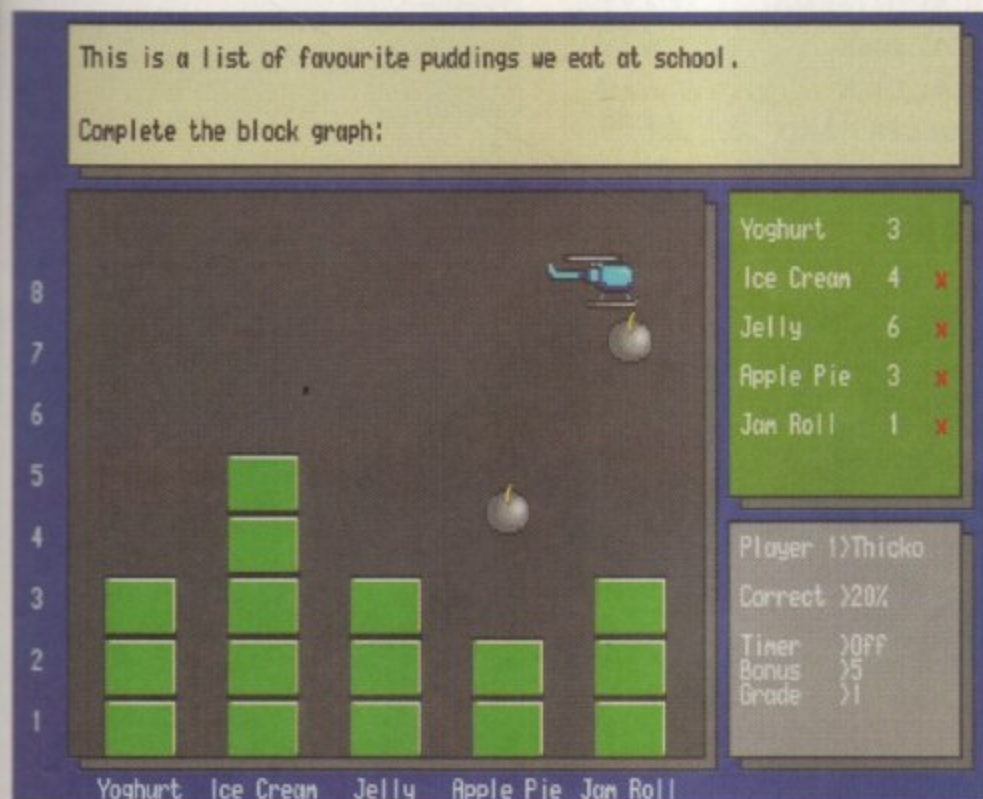 This is a list of favourite puddings we eat at school.
Complete the block graph:
8
7
6
5
4
3
2
1
Yoghurt Ice Cream Jelly Apple Pie Jam Roll
Yoghurt 3
Ice Cream 4 x
Jelly 6 x
Apple Pie 3 x
Jam Roll 1 x
Player 1>Thicko
Correct >20%
Timer >Off
Bonus >5
Grade >1